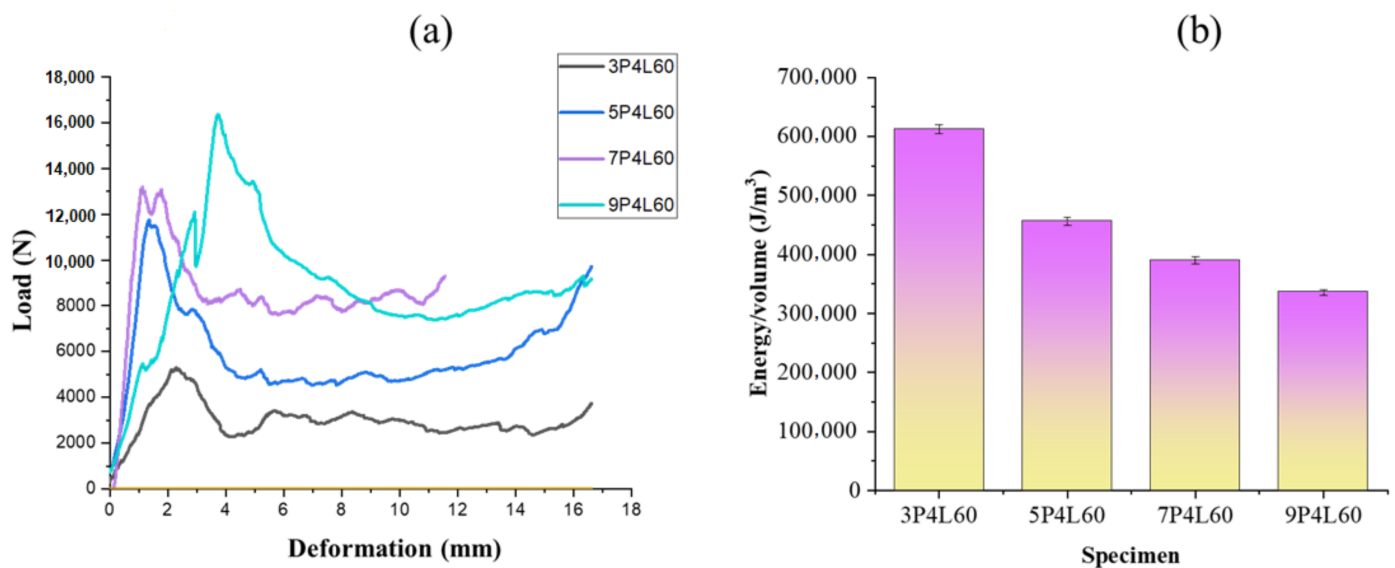 (a)
18,000
16,000
14,000
12,000
10,000
8000
6000
4000
2000
0
Load (N)
0 2 4 6 8 10 12 14 16 18
Deformation (mm)
3P4L60
5P4L60
7P4L60
9P4L60
(b)
700,000
600,000
500,000
400,000
300,000
200,000
100,000
0
Energy/volume (J/m³)
3P4L60 5P4L60 7P4L60 9P4L60
Specimen